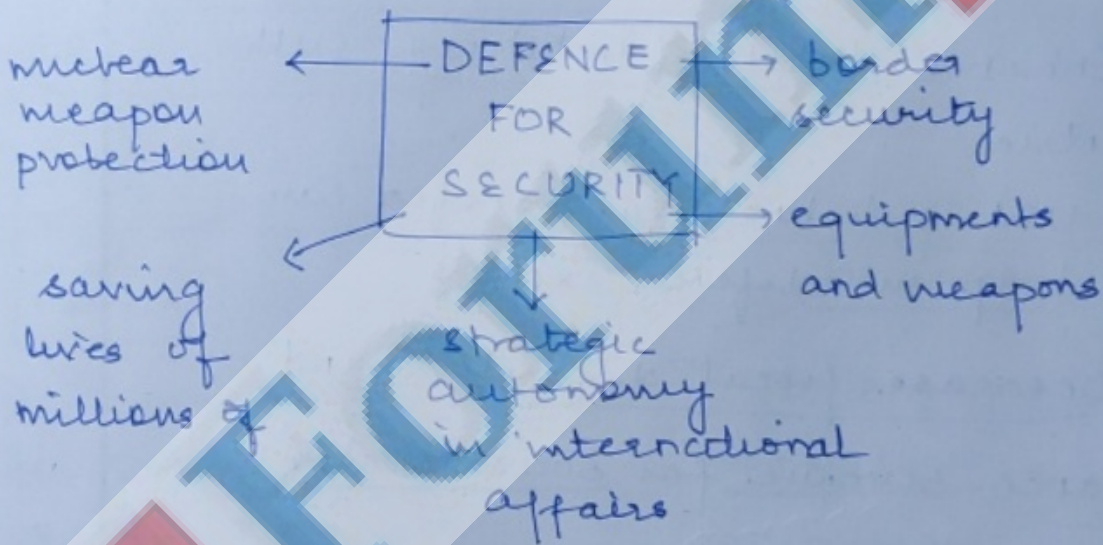 DEFENCE
FOR
SECURITY
nuclear
weapon
protection
border
security
equipments
and weapons
saving
lives of
millions of
strategic
autonomy
in international
affairs
Forum